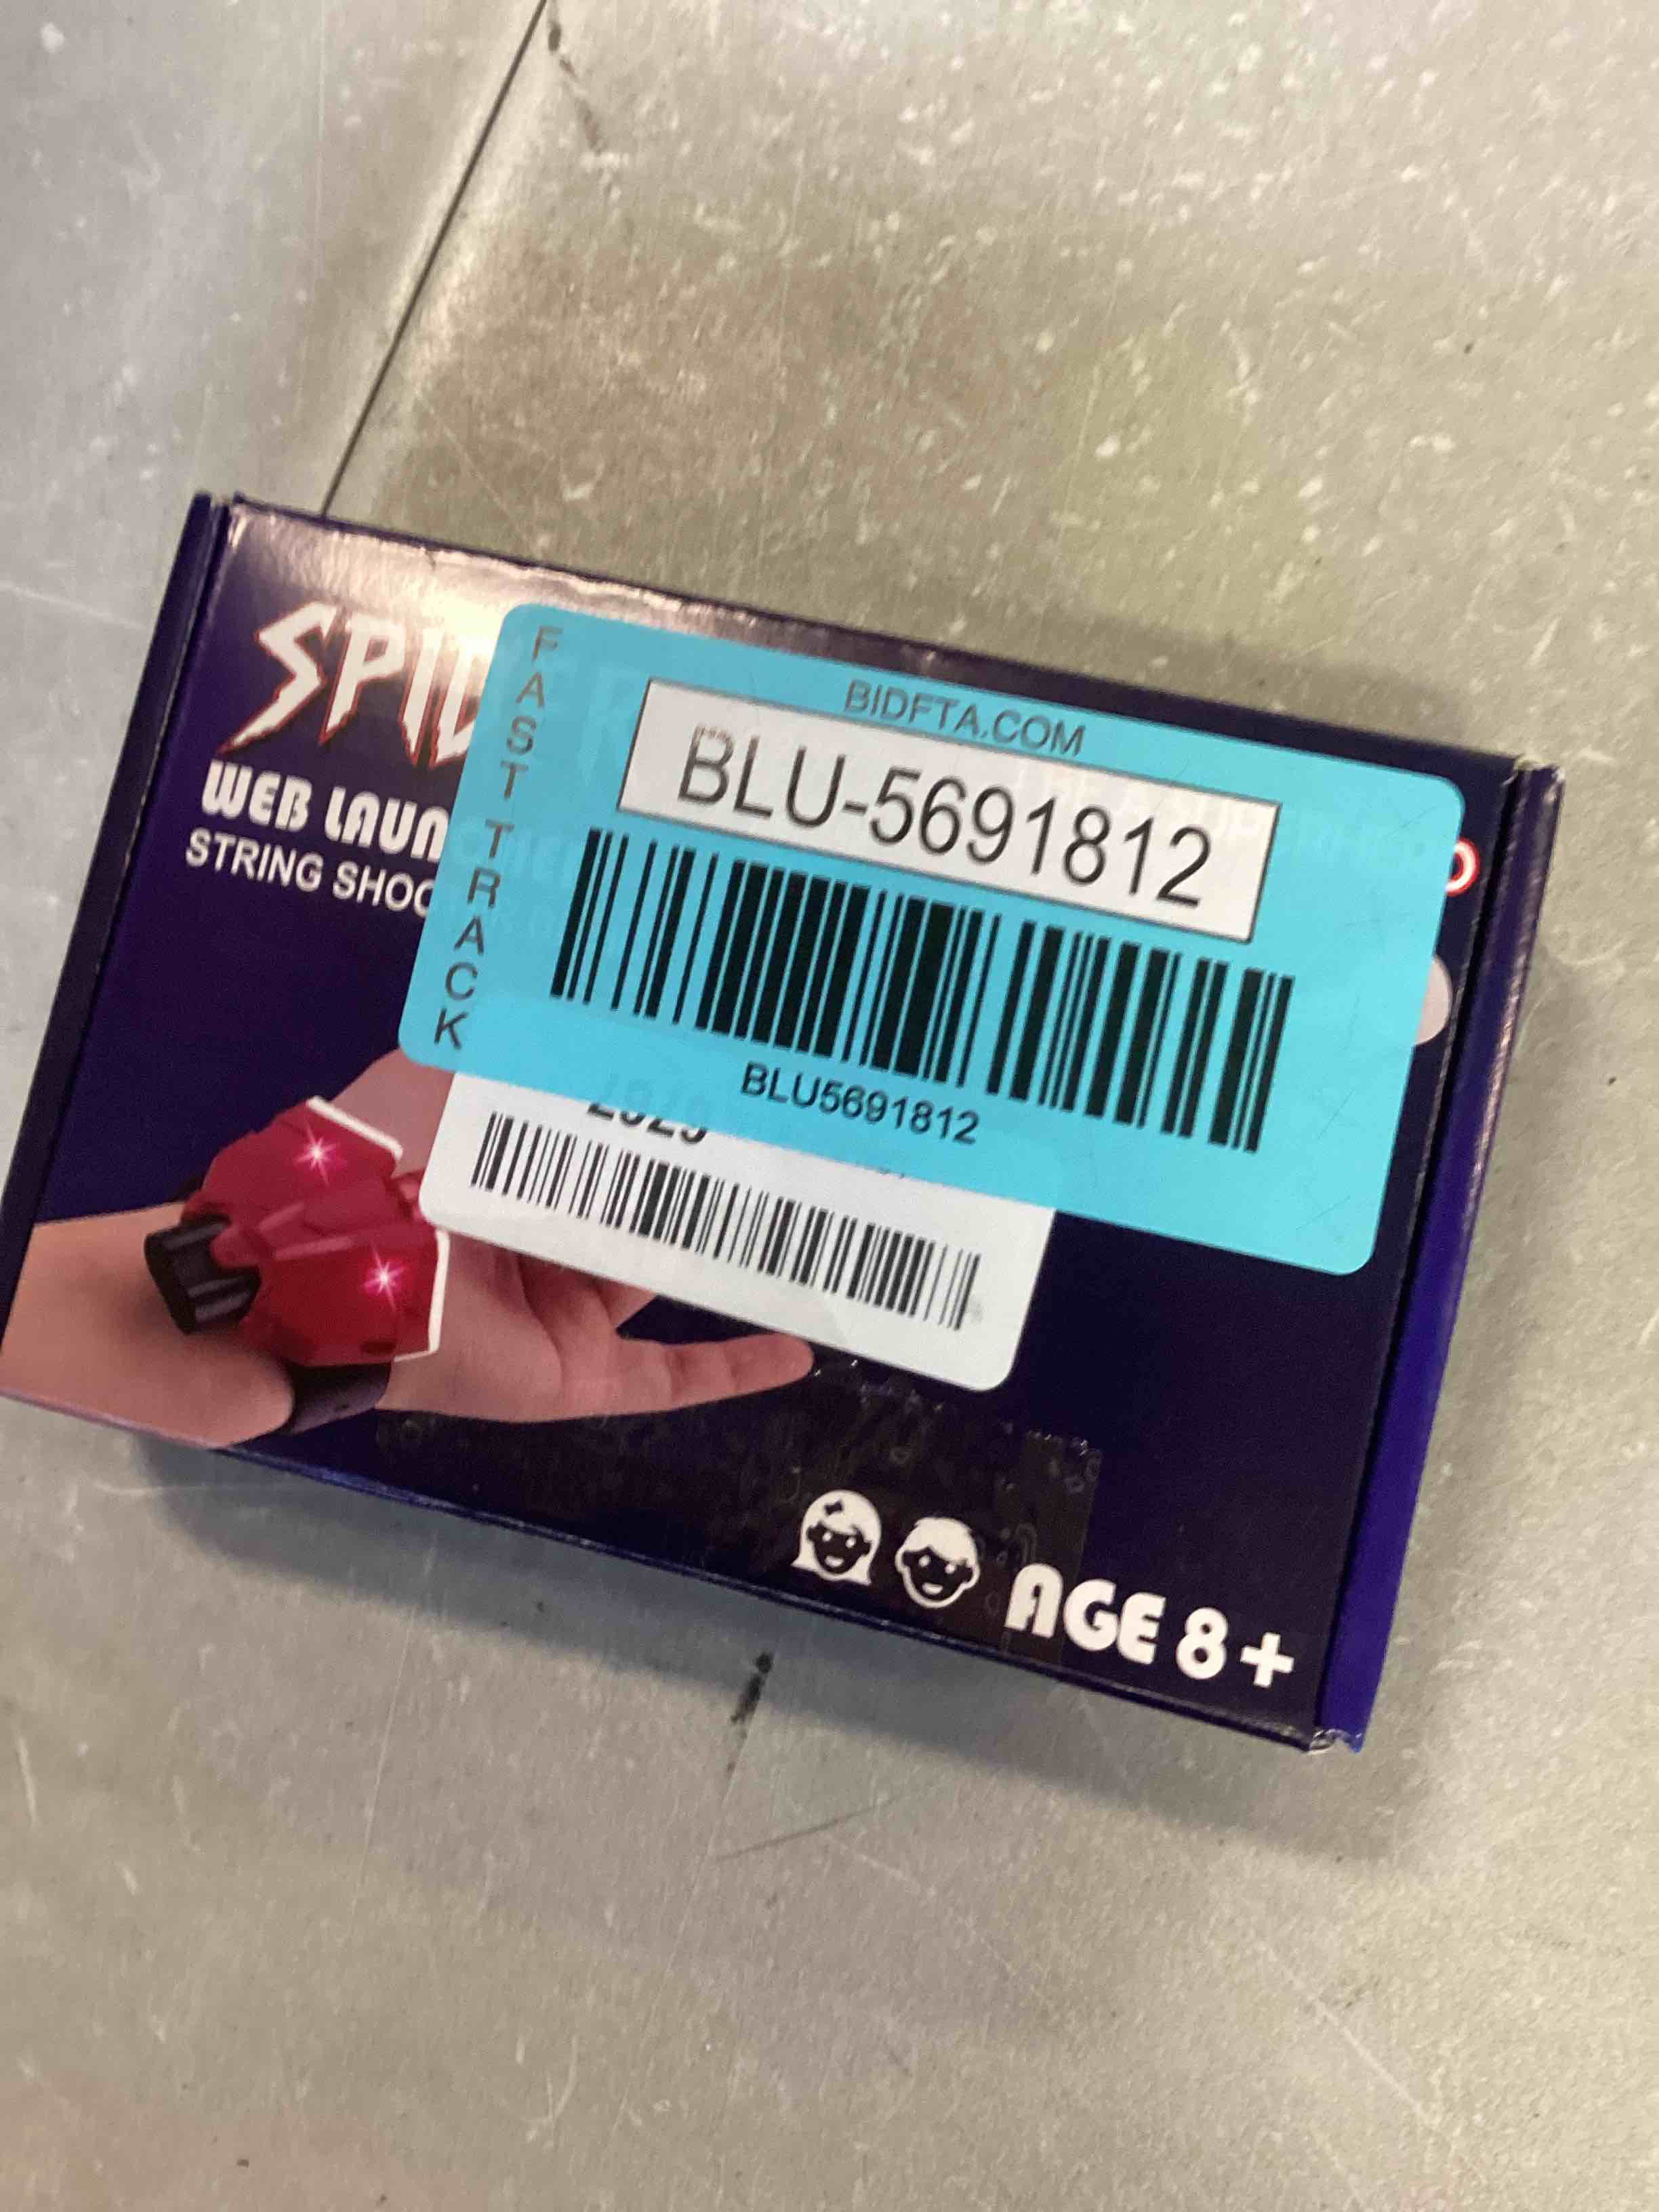 SPID
WEB LAUN
STRING SHOO
FAST TRACK
BIDFTA.COM
BLU-5691812
BLU5691812
AGE 8+